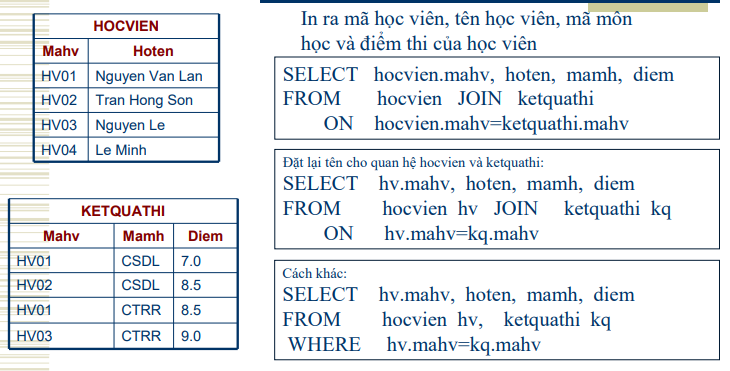 HOCVIEN
Mahv Hoten
HV01 Nguyen Van Lan
HV02 Tran Hong Son
HV03 Nguyen Le
HV04 Le Minh
KETQUATHI
Mahv Mamh Diem
HV01 CSDL 7.0
HV02 CSDL 8.5
HV01 CTRR 8.5
HV03 CTRR 9.0
In ra mã học viên, tên học viên, mã môn
học và điểm thi của học viên
SELECT hocvien.mahv, hoten, mamh, diem
FROM hocvien JOIN ketquathi
ON hocvien.mahv=ketquathi.mahv
Đặt lại tên cho quan hệ hocvien và ketquathi:
SELECT hv.mahv, hoten, mamh, diem
FROM hocvien hv JOIN ketquathi kq
ON hv.mahv=kq.mahv
Cách khác:
SELECT hv.mahv, hoten, mamh, diem
FROM hocvien hv, ketquathi kq
WHERE hv.mahv=kq.mahv